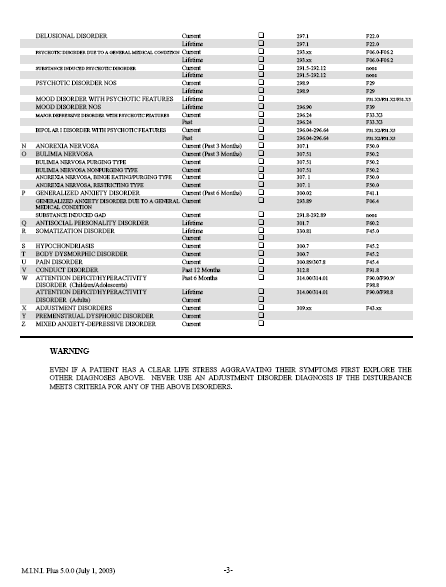 DELUSIONAL DISORDER Current ❑ 297.1 F22.0
Lifetime ❑ 297.1 F22.0
PSYCHOTIC DISORDER DUE TO A GENERAL MEDICAL CONDITION Current ❑ 293.xx F06.0-F06.2
Lifetime ❑ 293.xx F06.0-F06.2
SUBSTANCE INDUCED PSYCHOTIC DISORDER Current ❑ 291.5-292.12 none
Lifetime ❑ 291.5-292.12 none
PSYCHOTIC DISORDER NOS Current ❑ 298.9 F29
Lifetime ❑ 298.9 F29
MOOD DISORDER WITH PSYCHOTIC FEATURES Lifetime ❑
MOOD DISORDER NOS Lifetime ❑ 296.90 F39
MAJOR DEPRESSIVE DISORDER WITH PSYCHOTIC FEATURES Current ❑ 296.24 F33.X3
Past ❑ 296.24 F33.X3
BIPOLAR I DISORDER WITH PSYCHOTIC FEATURES Current ❑ 296.04-296.64
Past ❑ 296.04-296.64
N ANOREXIA NERVOSA Current (Past 3 Months) ❑ 307.1 F50.0
O BULIMIA NERVOSA Current (Past 3 Months) ❑ 307.51 F50.2
BULIMIA NERVOSA PURGING TYPE Current ❑ 307.51 F50.2
BULIMIA NERVOSA NONPURGING TYPE Current ❑ 307.51 F50.2
ANOREXIA NERVOSA, BINGE EATING/PURGING TYPE Current ❑ 307.1 F50.0
ANOREXIA NERVOSA, RESTRICTING TYPE Current ❑ 307.1 F50.0
P GENERALIZED ANXIETY DISORDER Current (Past 6 Months) ❑ 300.02 F41.1
GENERALIZED ANXIETY DISORDER DUE TO A GENERAL Current ❑ 293.89 F06.4
MEDICAL CONDITION
SUBSTANCE INDUCED GAD Current ❑ 291.8-292.89 none
Q ANTISOCIAL PERSONALITY DISORDER Lifetime ❑ 301.7 F60.2
R SOMATIZATION DISORDER Lifetime ❑ 300.81 F45.0
Current ❑
S HYPOCHONDRIASIS Current ❑ 300.7 F45.2
T BODY DYSMORPHIC DISORDER Current ❑ 300.7 F45.2
U PAIN DISORDER Current ❑ 300.89/307.8 F45.4
V CONDUCT DISORDER Past 12 Months ❑ 312.8 F91.8
W ATTENTION DEFICIT/HYPERACTIVITY Past 6 Months ❑ 314.00/314.01 F90.0/F90.9/
DISORDER (Children/Adolescents) F98.8
ATTENTION DEFICIT/HYPERACTIVITY Lifetime ❑ 314.00/314.01 F90.0/F98.8
DISORDER (Adults) Current ❑
X ADJUSTMENT DISORDERS Current ❑ 309.xx F43.xx
Y PREMENSTRUAL DYSPHORIC DISORDER Current ❑
Z MIXED ANXIETY-DEPRESSIVE DISORDER Current ❑
WARNING
EVEN IF A PATIENT HAS A CLEAR LIFE STRESS AGGRAVATING THEIR SYMPTOMS FIRST EXPLORE THE
OTHER DIAGNOSES ABOVE. NEVER USE AN ADJUSTMENT DISORDER DIAGNOSIS IF THE DISTURBANCE
MEETS CRITERIA FOR ANY OF THE ABOVE DISORDERS.
M.I.N.I. Plus 5.0.0 (July 1, 2003) -3-